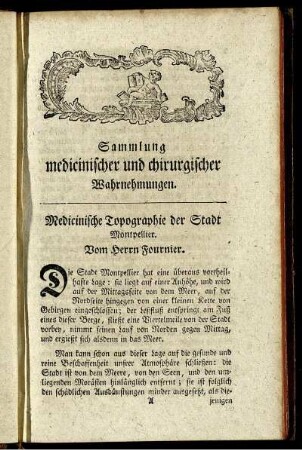 Sammlung
medicinischer und chirurgischer
Wahrnehmungen.
Medicinische Topographie der Stadt
Montpellier.
Vom Herrn Fournier.
Die Stadt Montpellier hat eine überaus vortheil-
hafte Lage: sie liegt auf einer Anhöhe, und wird
auf der Mittagsseite von dem Meer, auf der
Nordseite hingegen von einer kleinen Kette von
Gebirgen eingeschlossen; der Leißfluß entspringt am Fuß
eines dieser Berge, fließt eine Viertelmeile von der Stadt
vorbey, nimmt seinen Lauf von Norden gegen Mittag,
und ergießt sich alsdenn in das Meer.
Man kann schon aus dieser Lage auf die gesunde und
reine Beschaffenheit unsrer Atmosphäre schließen: die
Stadt ist von dem Meere, von den Seen, und den um-
liegenden Morästen hinlänglich entfernt; sie ist folglich
den schädlichen Ausdünstungen minder ausgesetzt, als die-
A jenigen